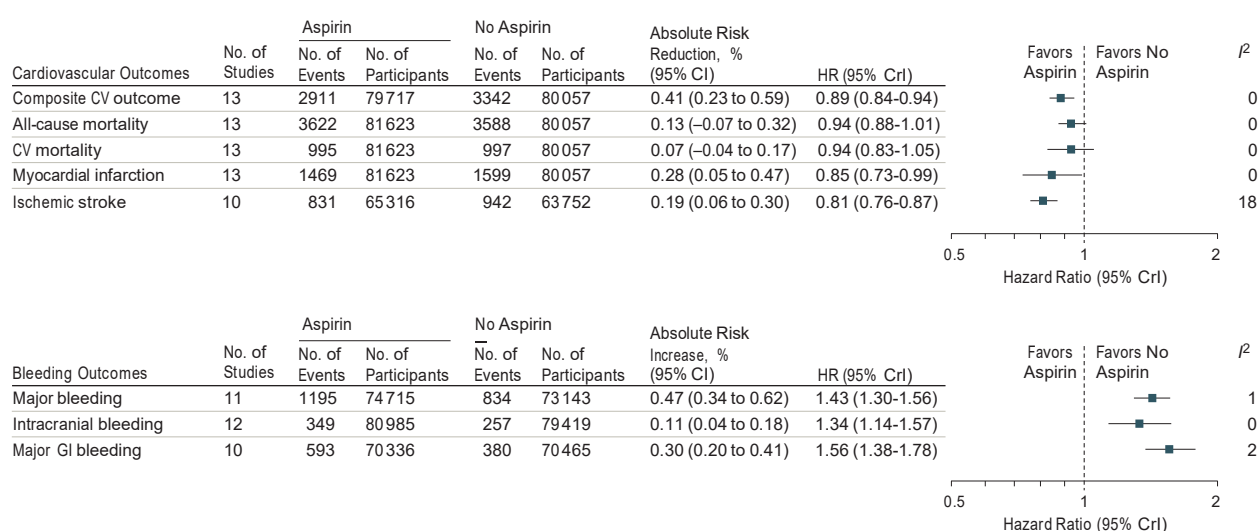 Aspirin No Aspirin Absolute Risk
No. of No. of No. of No. of No. of Reduction, % Favors Favors No I2
Cardiovascular Outcomes Studies Events Participants Events Participants (95% CI) HR (95% CrI) Aspirin Aspirin
Composite CV outcome 13 2911 79717 3342 80057 0.41 (0.23 to 0.59) 0.89 (0.84-0.94) 0
All-cause mortality 13 3622 81623 3588 80057 0.13 (–0.07 to 0.32) 0.94 (0.88-1.01) 0
CV mortality 13 995 81623 997 80057 0.07 (–0.04 to 0.17) 0.94 (0.83-1.05) 0
Myocardial infarction 13 1469 81623 1599 80057 0.28 (0.05 to 0.47) 0.85 (0.73-0.99) 0
Ischemic stroke 10 831 65316 942 63752 0.19 (0.06 to 0.30) 0.81 (0.76-0.87) 18
0.5 1 2
Hazard Ratio (95% CrI)
Aspirin No Aspirin Absolute Risk
No. of No. of No. of No. of No. of Increase, % Favors Favors No I2
Bleeding Outcomes Studies Events Participants Events Participants (95% CI) HR (95% CrI) Aspirin Aspirin
Major bleeding 11 1195 74715 834 73143 0.47 (0.34 to 0.62) 1.43 (1.30-1.56) 1
Intracranial bleeding 12 349 80985 257 79419 0.11 (0.04 to 0.18) 1.34 (1.14-1.57) 0
Major GI bleeding 10 593 70336 380 70465 0.30 (0.20 to 0.41) 1.56 (1.38-1.78) 2
0.5 1 2
Hazard Ratio (95% CrI)